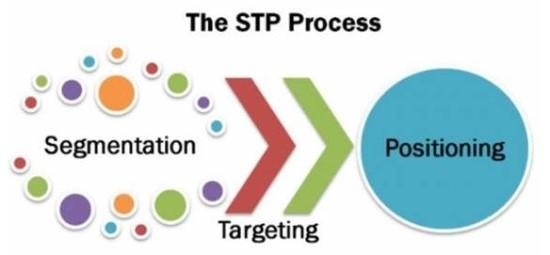 The STP Process
Segmentation
Targeting
Positioning